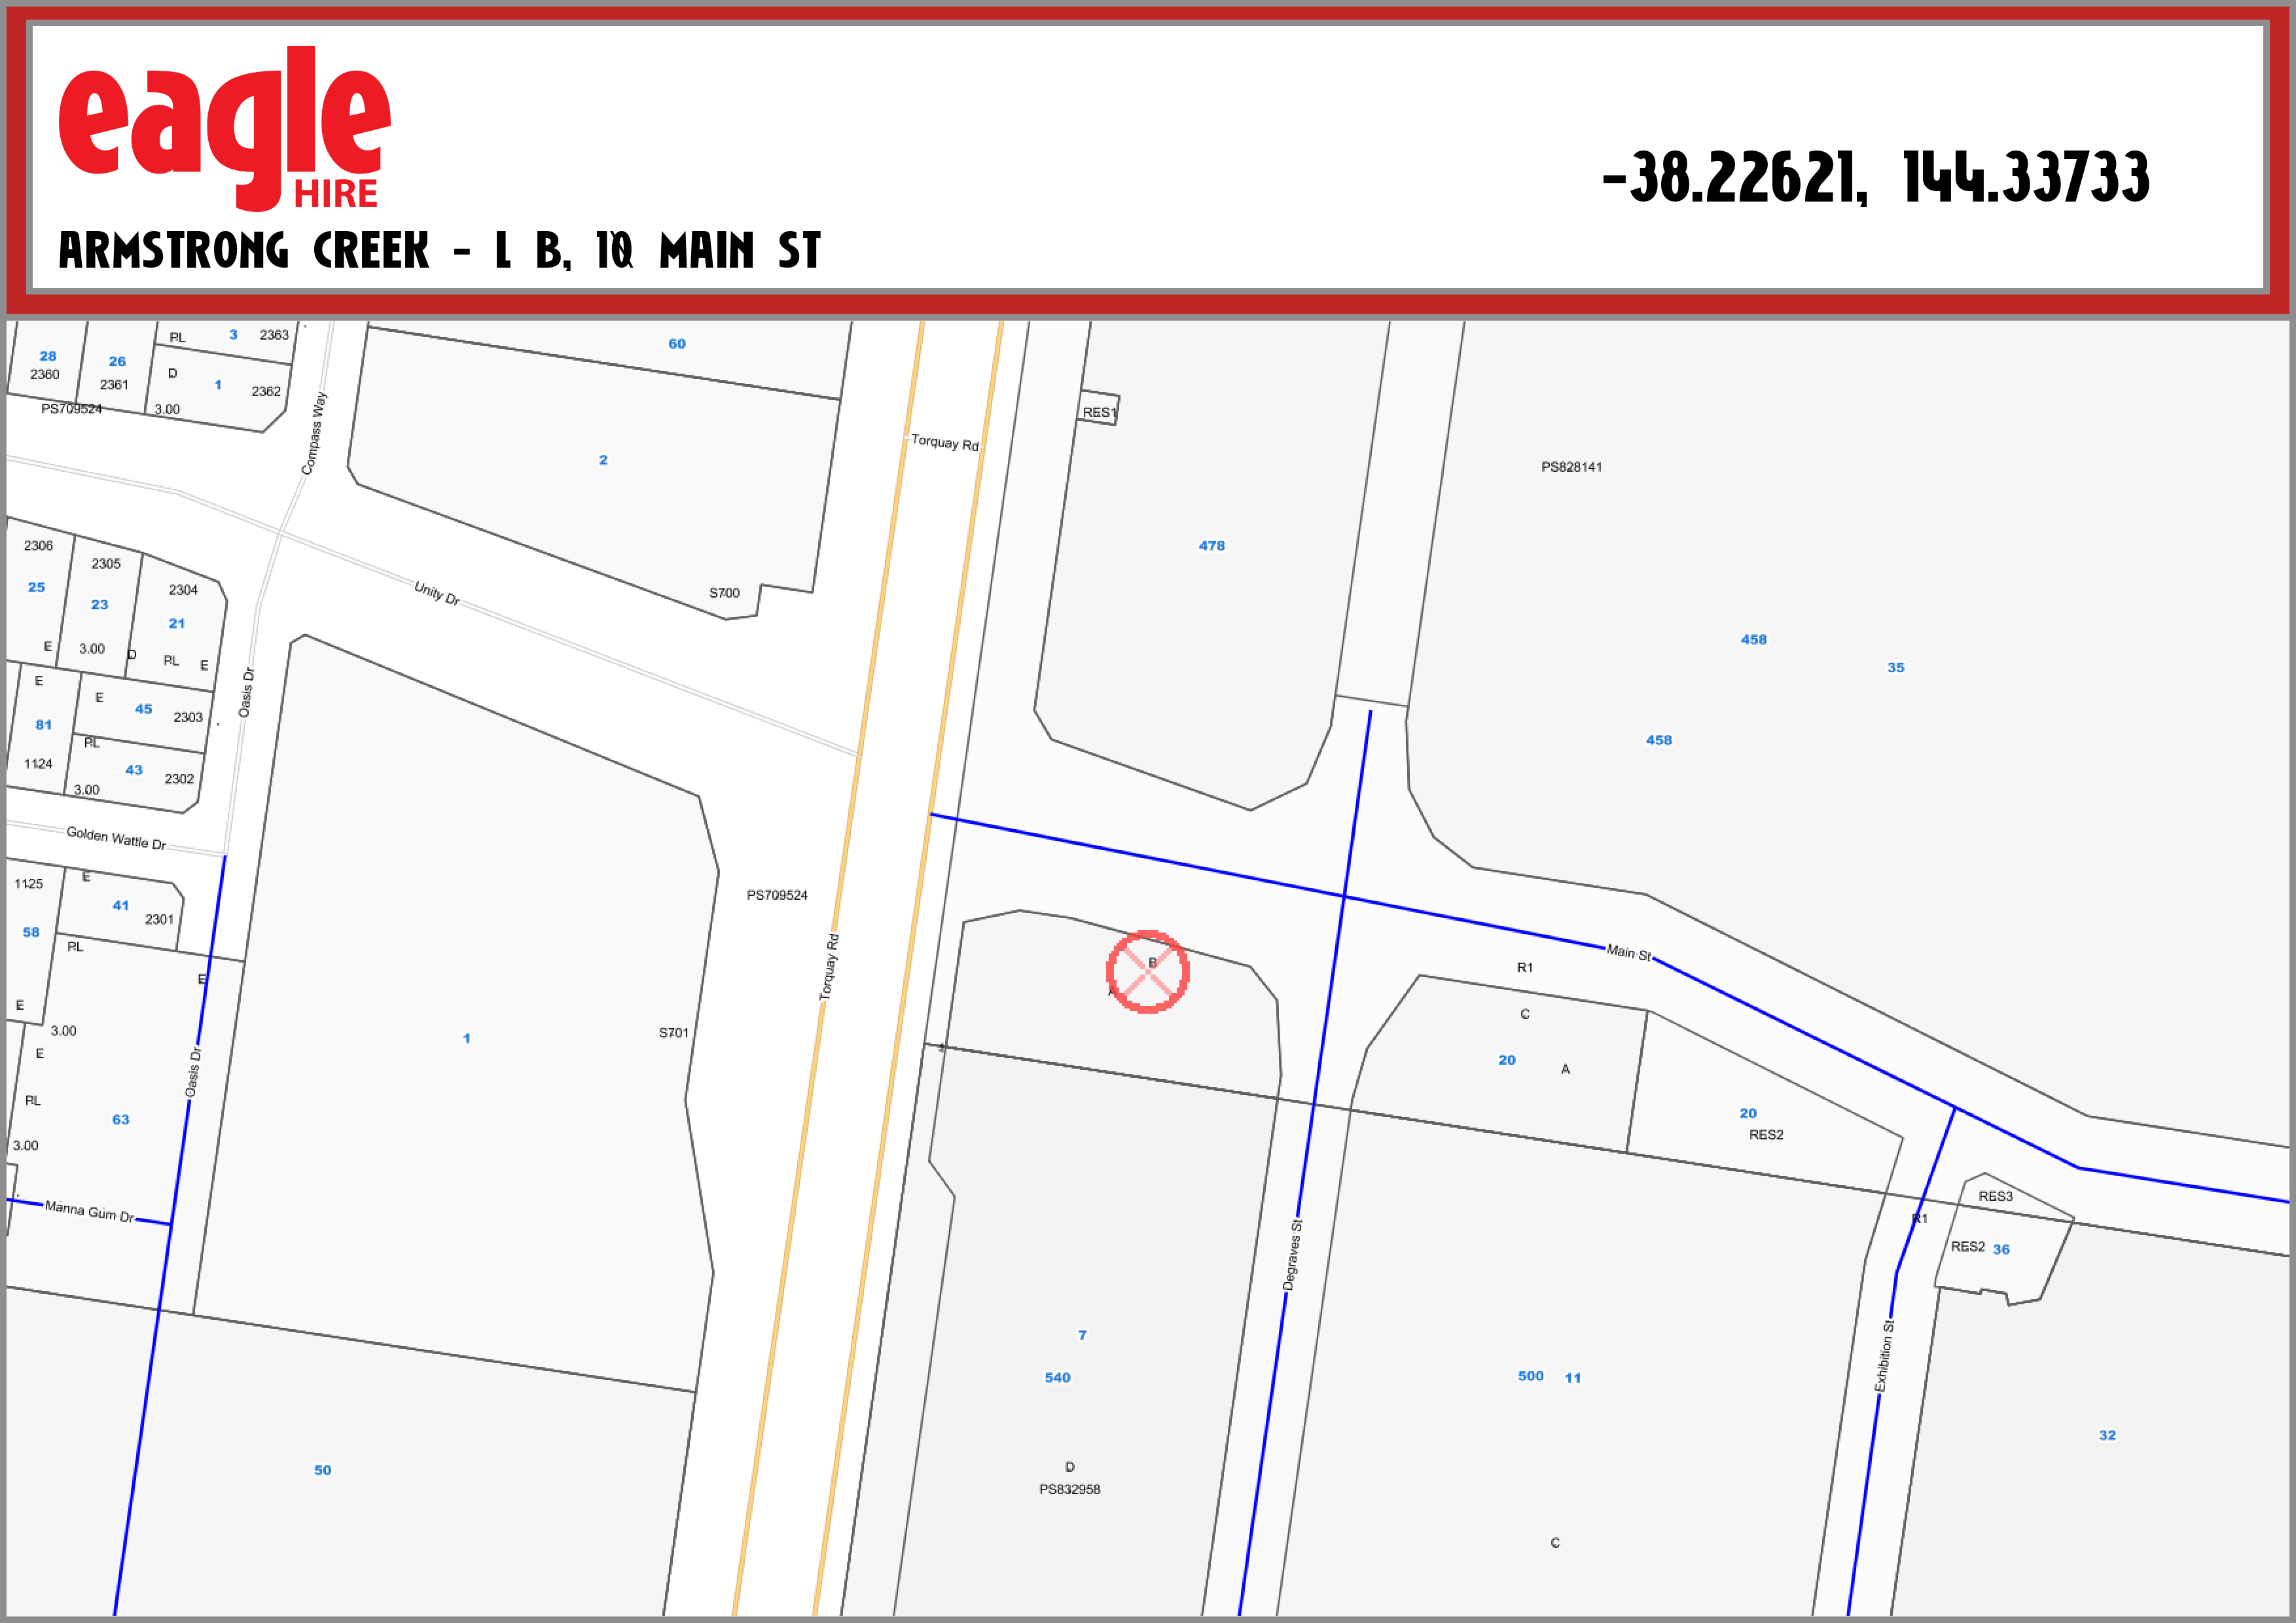 eagle
HIRE
ARMSTRONG CREEK - L B, 10 MAIN ST
-38.22621, 144.33733
28
2360
26
2361
PL
3
2363
D
1
2362
3.00
PS709524
Compass Way
60
2
S700
Torquay Rd
RES1
478
PS828141
458
35
458
2306
25
E
2305
23
3.00
2304
21
D
PL
E
Unity Dr
Oasis Dr
E
81
1124
E
45
2303
PL
43
2302
3.00
Golden Wattle Dr
1125
58
E
41
2301
PL
E
E
3.00
E
PL
63
3.00
Oasis Dr
Manna Gum Dr
1
S701
PS709524
Torquay Rd
50
B
A
R1
Main St
C
20
A
20
RES2
RES3
R1
RES2
36
Degraves St
7
540
D
PS832958
500
11
C
Exhibition St
32